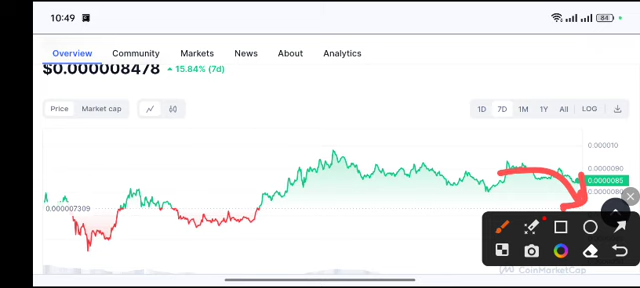 10:49
84
Overview Community Markets News About Analytics
$0.000008478 15.84% (7d)
Price Market cap 1D 7D 1M 1Y All LOG
0.000010
0.0000090
0.0000085
0.0000080
0.000007309
CoinMarketCap